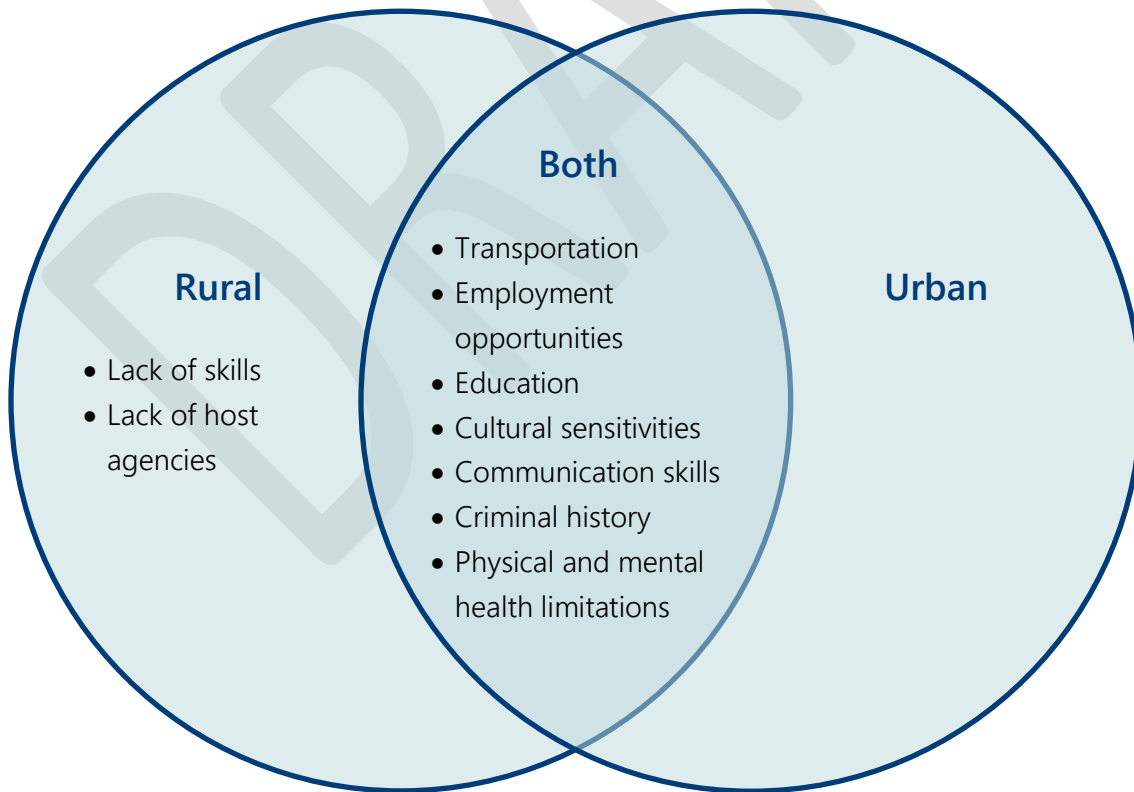 Both
Rural
Urban
• Transportation
• Employment
opportunities
• Education
• Cultural sensitivities
• Communication skills
• Criminal history
• Physical and mental
health limitations
• Lack of skills
• Lack of host
agencies
DRA